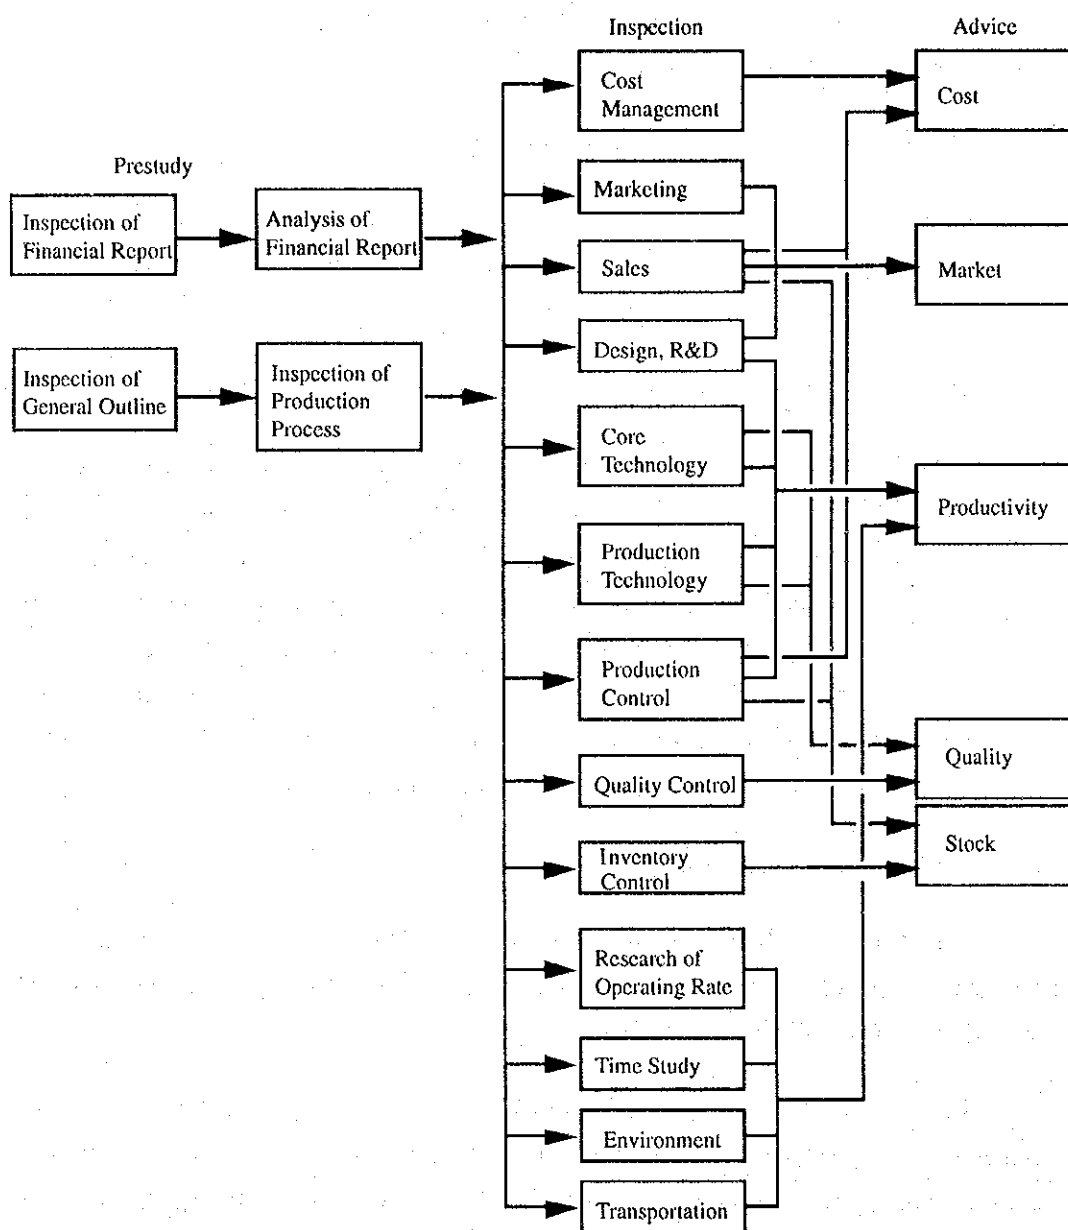 Inspection
Advice
Prestudy
Inspection of
Financial Report
Analysis of
Financial Report
Inspection of
General Outline
Inspection of
Production
Process
Cost
Management
Marketing
Sales
Design, R&D
Core
Technology
Production
Technology
Production
Control
Quality Control
Inventory
Control
Research of
Operating Rate
Time Study
Environment
Transportation
Cost
Market
Productivity
Quality
Stock